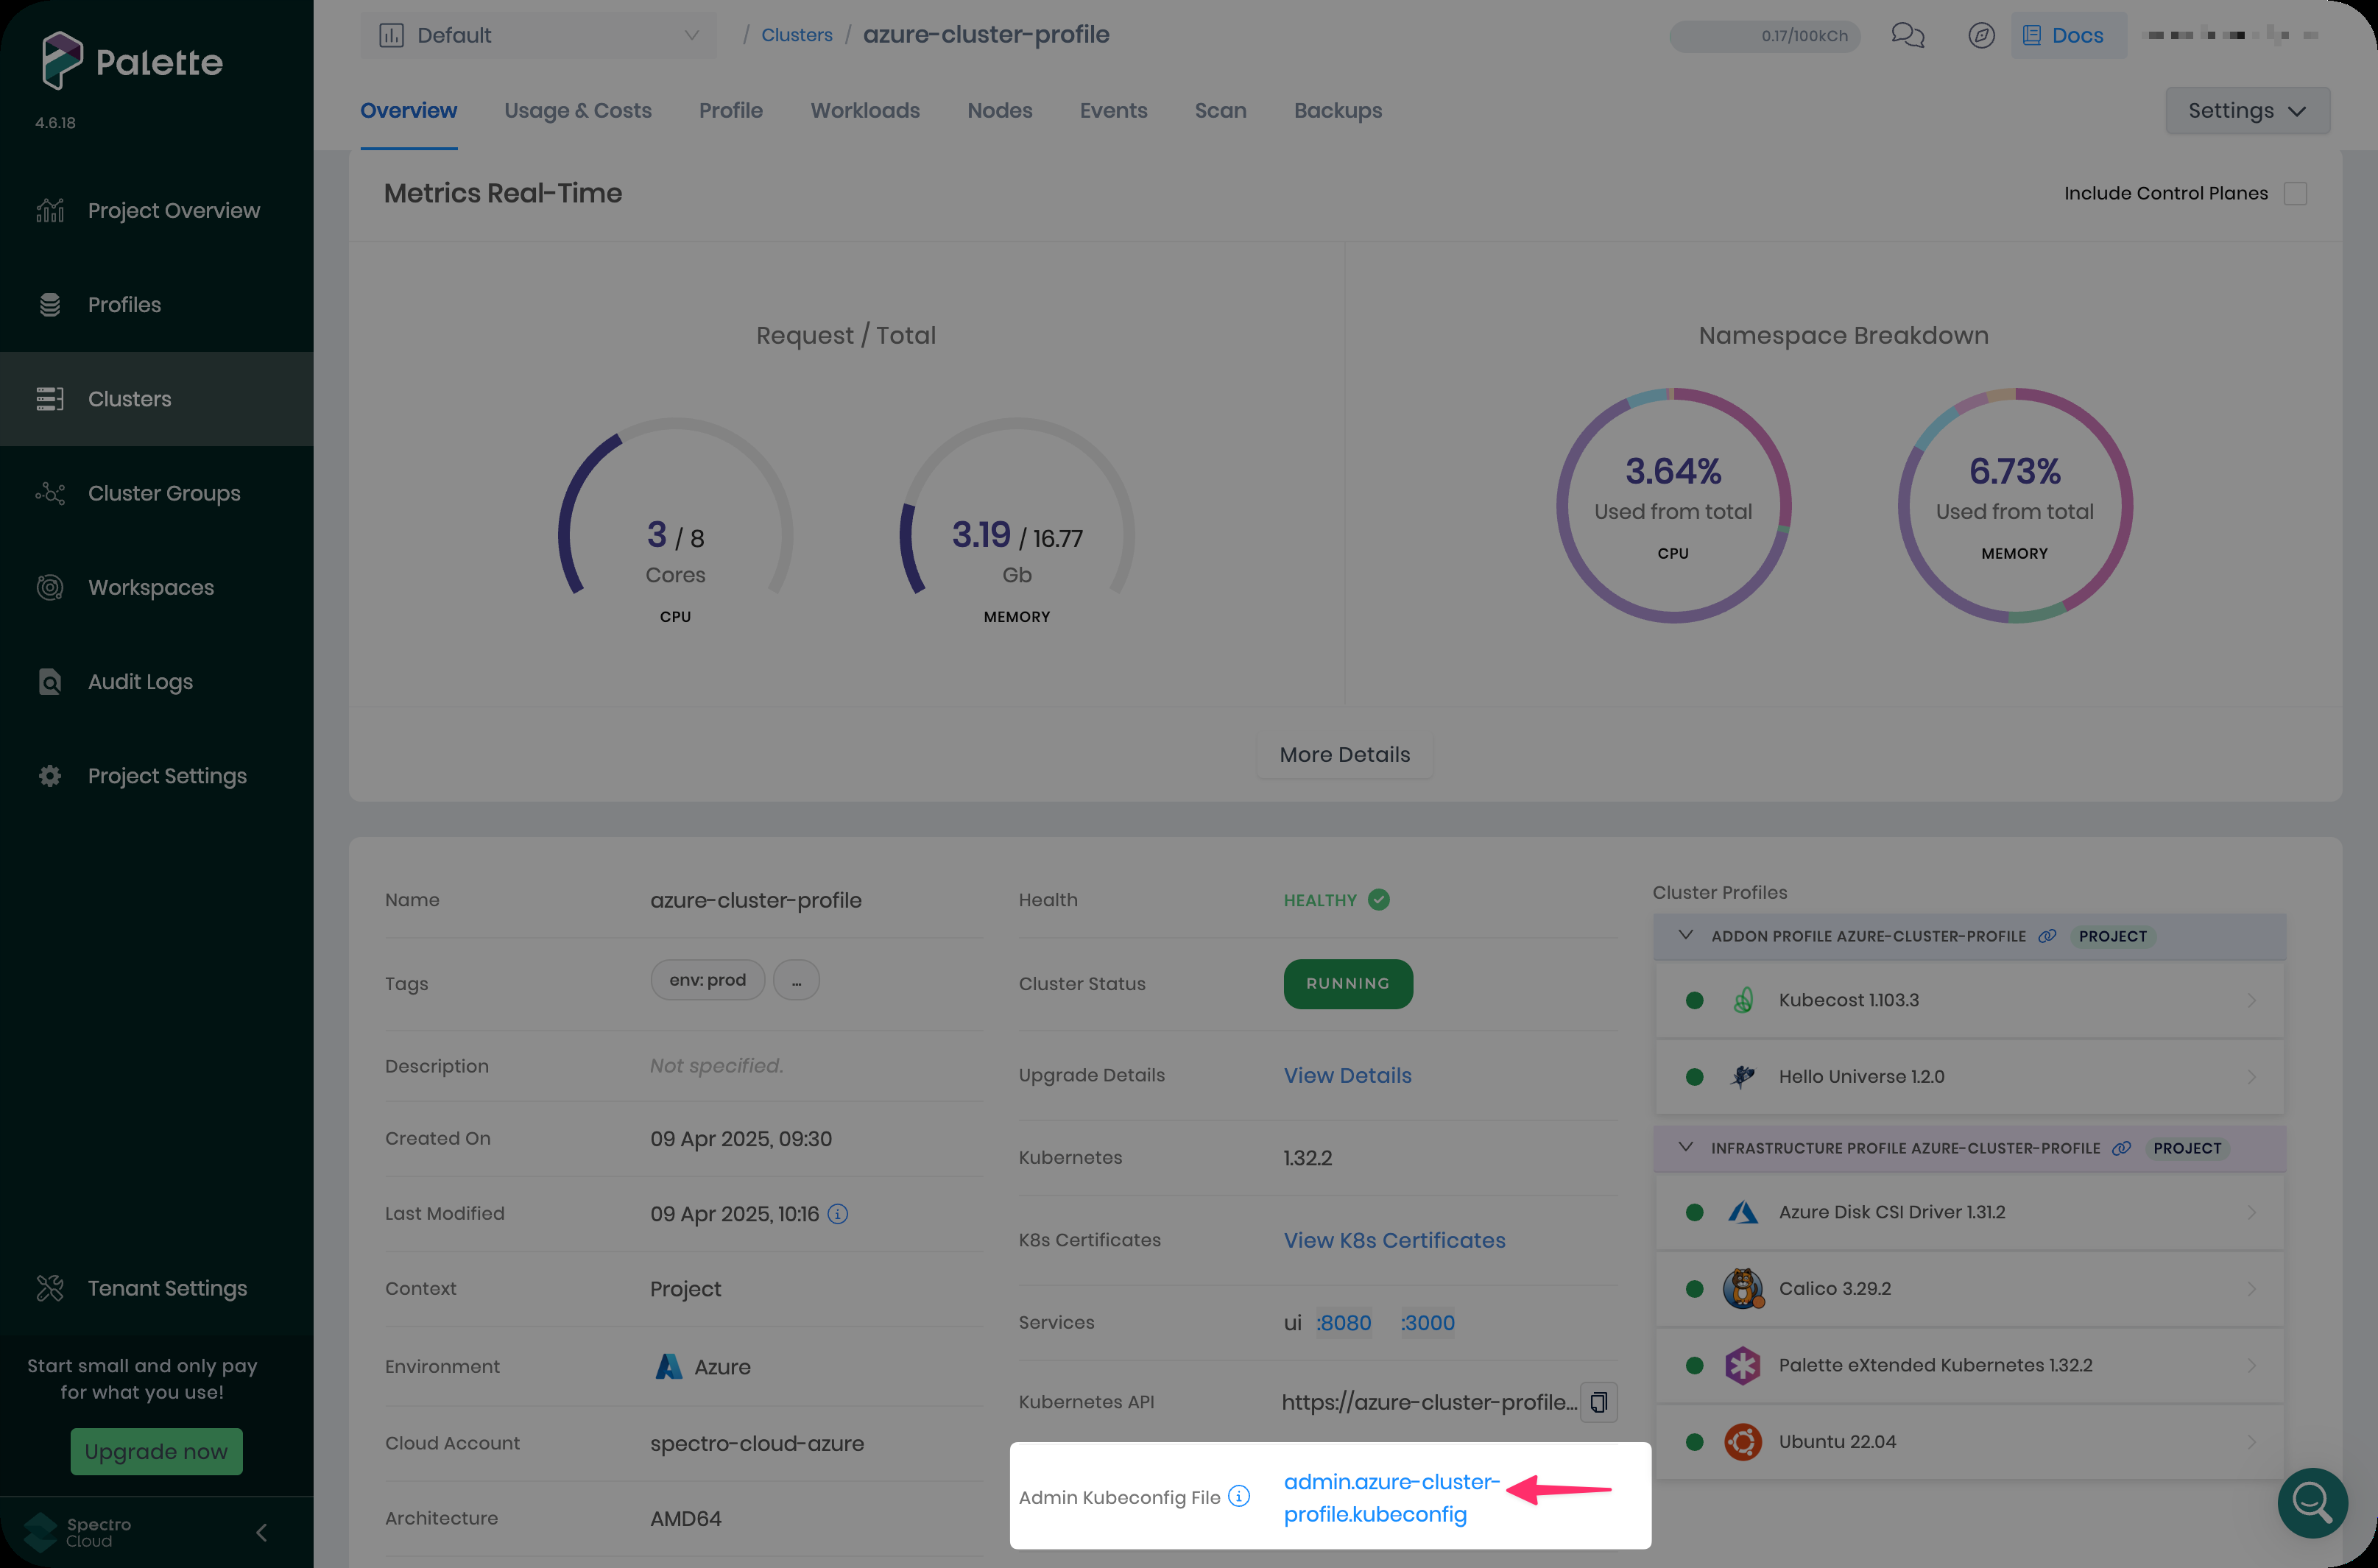 Palette
4.6.18
Project Overview
Profiles
Clusters
Cluster Groups
Workspaces
Audit Logs
Project Settings
Tenant Settings
Start small and only pay
for what you use!
Upgrade now
Spectro
Cloud
Default
/ Clusters / azure-cluster-profile
0.17/100kCh
Docs
Overview
Usage & Costs
Profile
Workloads
Nodes
Events
Scan
Backups
Settings
Metrics Real-Time
Include Control Planes
Request / Total
3 / 8
Cores
CPU
3.19 / 16.77
Gb
MEMORY
Namespace Breakdown
3.64%
Used from total
CPU
6.73%
Used from total
MEMORY
More Details
Name
azure-cluster-profile
Tags
env: prod
...
Description
Not specified.
Created On
09 Apr 2025, 09:30
Last Modified
09 Apr 2025, 10:16
Context
Project
Environment
Azure
Cloud Account
spectro-cloud-azure
Architecture
AMD64
Health
HEALTHY
Cluster Status
RUNNING
Upgrade Details
View Details
Kubernetes
1.32.2
K8s Certificates
View K8s Certificates
Services
ui :8080 :3000
Kubernetes API
https://azure-cluster-profile...
Admin Kubeconfig File
admin.azure-cluster-
profile.kubeconfig
Cluster Profiles
ADDON PROFILE AZURE-CLUSTER-PROFILE
PROJECT
Kubecost 1.103.3
Hello Universe 1.2.0
INFRASTRUCTURE PROFILE AZURE-CLUSTER-PROFILE
PROJECT
Azure Disk CSI Driver 1.31.2
Calico 3.29.2
Palette eXtended Kubernetes 1.32.2
Ubuntu 22.04